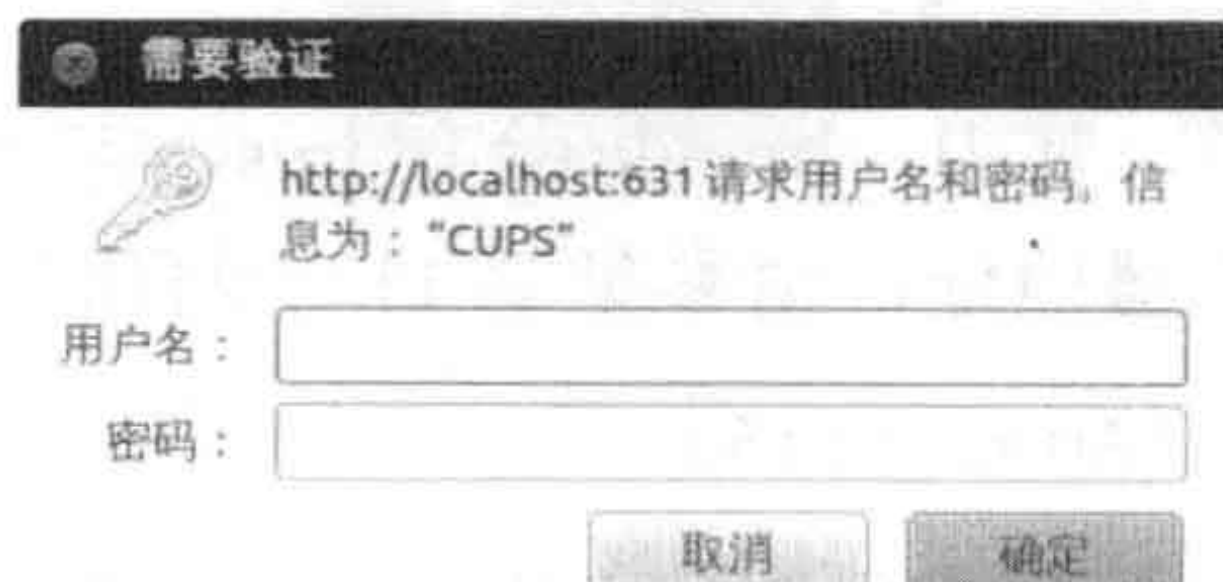 需要验证
http://localhost:631 请求用户名和密码。信
息为："CUPS"
用户名：
密码：
取消 确定